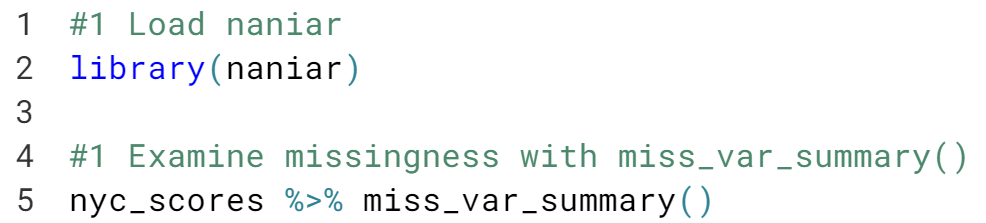 1 #1 Load naniar
2 library(naniar)
3
4 #1 Examine missingness with miss_var_summary()
5 nyc_scores %>% miss_var_summary()